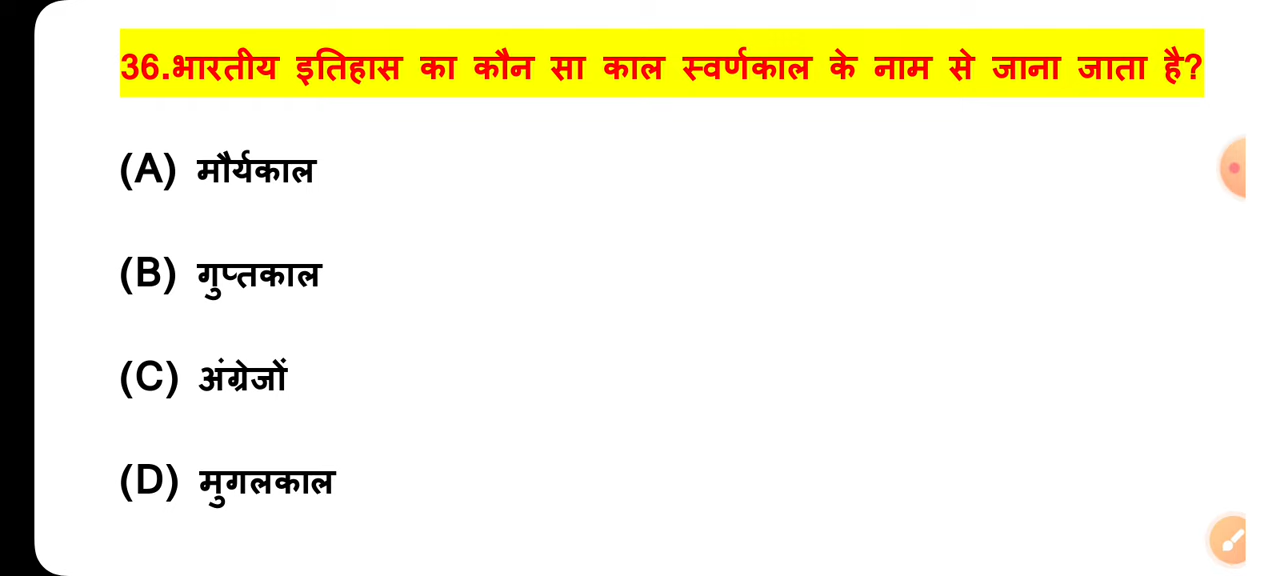 36.भारतीय इतिहास का कौन सा काल स्वर्णकाल के नाम से जाना जाता है?
(A) मौर्यकाल
(B) गुप्तकाल
(C) अंग्रेजों
(D) मुगलकाल